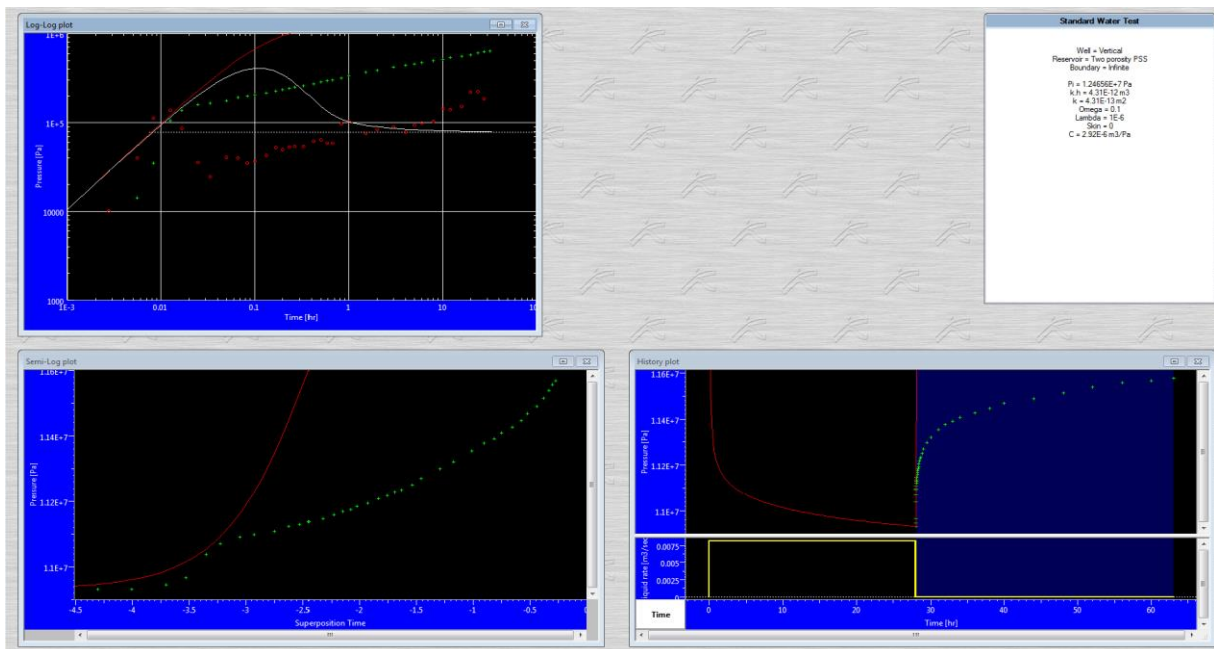 Log-Log plot
1E+6
1E+5
10000
1000
Pressure [Pa]
1E-3 0.01 0.1 1 10
Time [hr]
Standard Water Test
Well = Vertical
Reservoir = Two porosity PSS
Boundary = Infinite
Pi = 1.24656E+7 Pa
k.h = 4.31E-12 m3
k = 4.31E-13 m2
Omega = 0.1
Lambda = 1E-6
Skin = 0
C = 2.92E-6 m3/Pa
Semi-Log plot
1.16E+7
1.14E+7
1.12E+7
1.1E+7
Pressure [Pa]
-4.5 -4 -3.5 -3 -2.5 -2 -1.5 -1 -0.5 0
Superposition Time
History plot
1.16E+7
1.14E+7
1.12E+7
1.1E+7
Pressure [Pa]
0.0075
0.005
0.0025
0
iquid rate [m3/sec
Time
0 10 20 30 40 50 60
Time [hr]